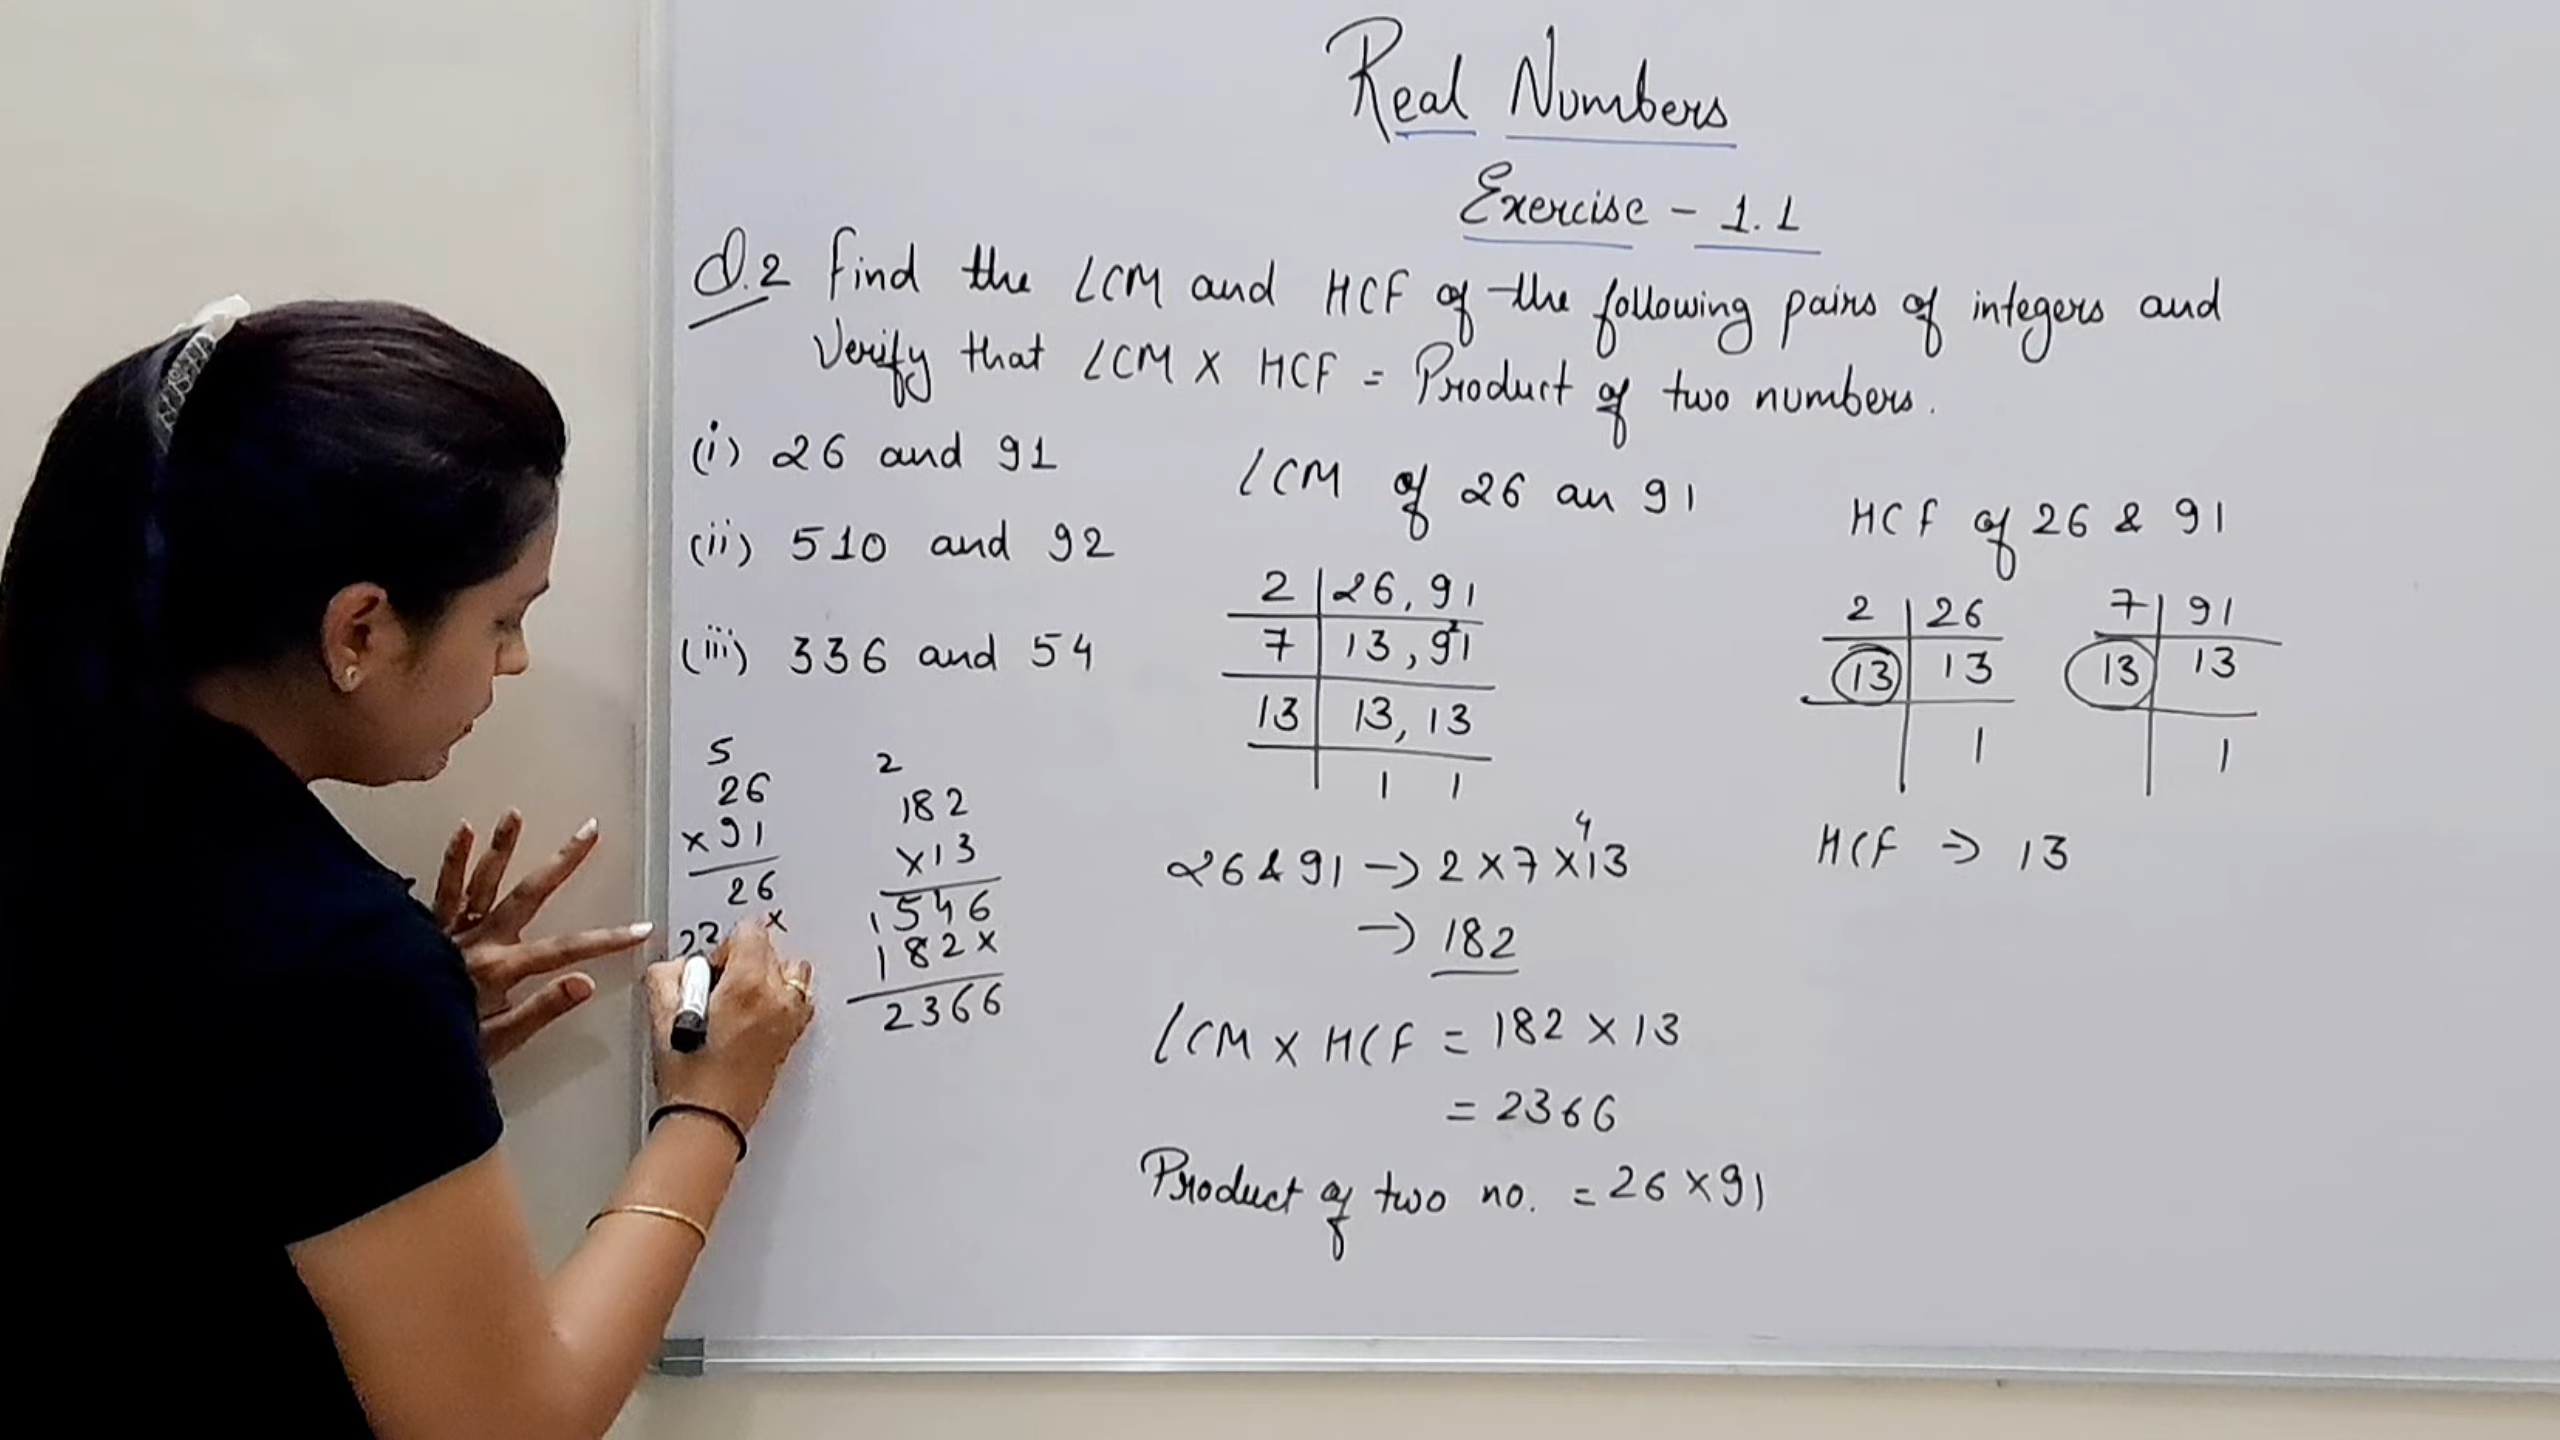 Real Numbers
Exercise - 1.1
Q.2 Find the LCM and HCF of the following pairs of integers and
Verify that LCM X HCF = Product of two numbers.
(i) 26 and 91
(ii) 510 and 92
(iii) 336 and 54
LCM of 26 an 91
2 | 26, 91
7 | 13, 91
2
13 | 13, 13
1 1
4
26 & 91 → 2 X 7 X 13
→ 182
LCM X HCF = 182 X 13
= 2366
Product of two no. = 26 X 91
HCF of 26 & 91
2 | 26
13 | 13
1
7 | 91
13 | 13
1
HCF ⇒ 13
5
26
X 91
26
X
2
182
X 13
1
546
182 X
2366